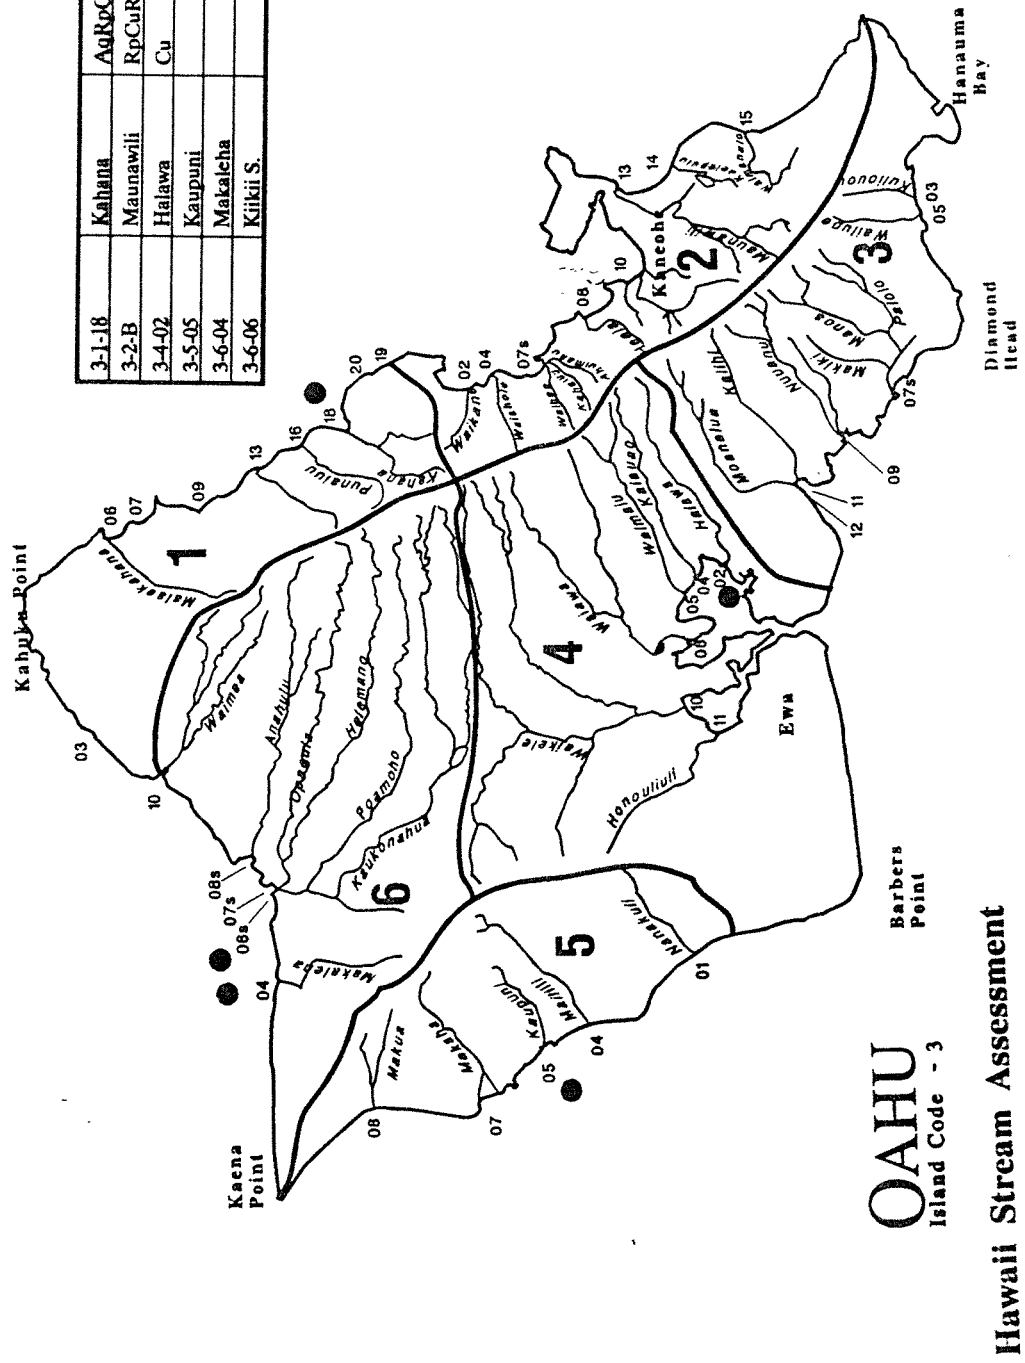 3-1-18 Kahana
3-2-B Maunawili
3-4-02 Halawa Cu
3-5-05 Kaupuni
3-6-04 Makaleha
3-6-06 Kiikii S.
Kahuku Point
03
06
07
09
13
16
18
20
19
Malaekahana
1
Punaluu
Kahana
10
Waimea
Anahulu
Opaeula
Helemano
Poamoho
Kaukonahua
6
08s
07s
08s
04
Makaleha
Kaena
Point
08
Makua
Makaha
07
Kaupuni
Mailiili
05
04
5
Nanakuli
01
02
04
07s
Waikane
Waiahole
Waihee
Kahaluu
Ahuimanu
Heeia
08
10
Kaneohe
2
Maunawili
13
14
15
Kaelepulu
Waimanalo
Hanauma
Bay
4
Waikele
Honouliuli
Waiawa
Waimalu
Kalauao
Halawa
05
04
02
06
10
11
Ewa
Moanalua
Kalihi
Nuuanu
Makiki
Manoa
Palolo
3
Wailupe
Kuliouou
05
03
07s
09
11
12
Diamond
Head
Barbers
Point
OAHU
Island Code - 3
Hawaii Stream Assessment